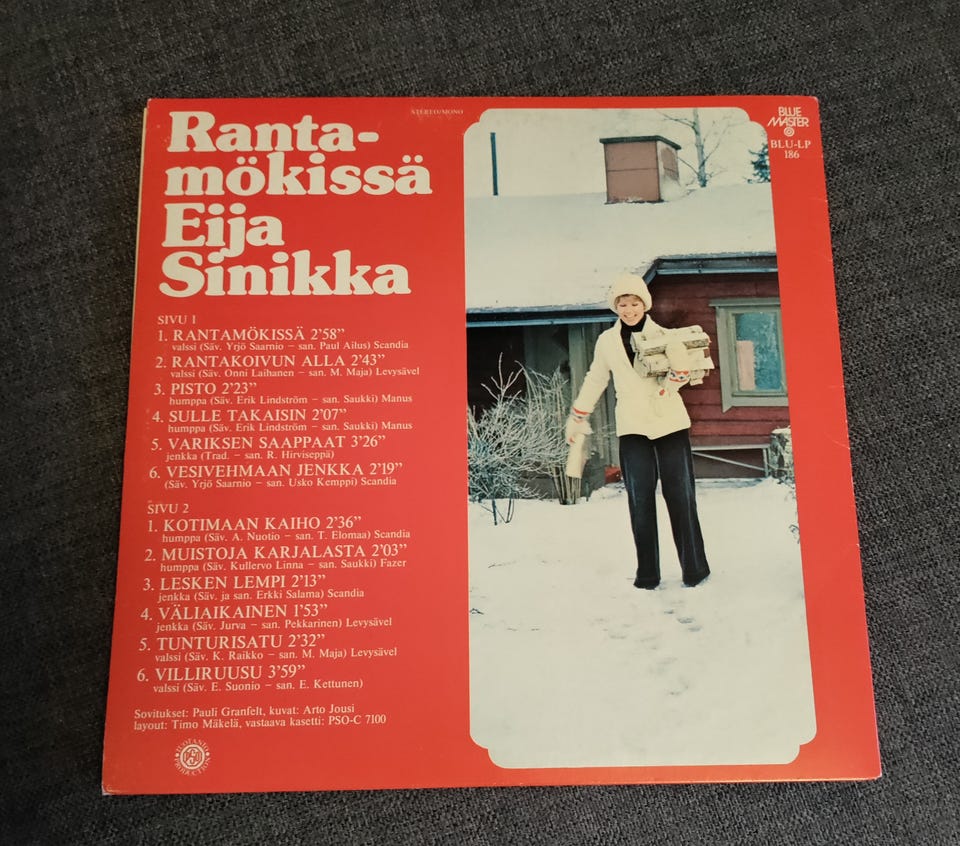 STEREO/MONO
Ranta-
mökissä
Eija
Sinikka
BLUE
MASTER
BLU-LP
186
SIVU 1
1. RANTAMÖKISSÄ 2’58”
valssi (Säv. Yrjö Saarnio – san. Paul Ailus) Scandia
2. RANTAKOIVUN ALLA 2’43”
valssi (Säv. Onni Laihanen – san. M. Maja) Levysävel
3. PISTO 2’23”
humppa (Säv. Erik Lindström – san. Saukki) Manus
4. SULLE TAKAISIN 2’07”
humppa (Säv. Erik Lindström – san. Saukki) Manus
5. VARIKSEN SAAPPAAT 3’26”
jenkka (Trad. – san. R. Hirviseppä)
6. VESIVEHMAAN JENKKA 2’19”
(Säv. Yrjö Saarnio – san. Usko Kemppi) Scandia
SIVU 2
1. KOTIMAAN KAIHO 2’36”
humppa (Säv. A. Nuotio – san. T. Elomaa) Scandia
2. MUISTOJA KARJALASTA 2’03”
humppa (Säv. Kullervo Linna – san. Saukki) Fazer
3. LESKEN LEMPI 2’13”
jenkka (Säv. ja san. Erkki Salama) Scandia
4. VÄLIAIKAINEN 1’53”
jenkka (Säv. Jurva – san. Pekkarinen) Levysävel
5. TUNTURISATU 2’32”
valssi (Säv. K. Raikko – san. M. Maja) Levysävel
6. VILLIRUUSU 3’59”
valssi (Säv. E. Suonio – san. E. Kettunen)
Sovitukset: Pauli Granfelt, kuvat: Arto Jousi
layout: Timo Mäkelä, vastaava kasetti: PSO-C 7100
TUOTANTO
PSO
PRODUCTION